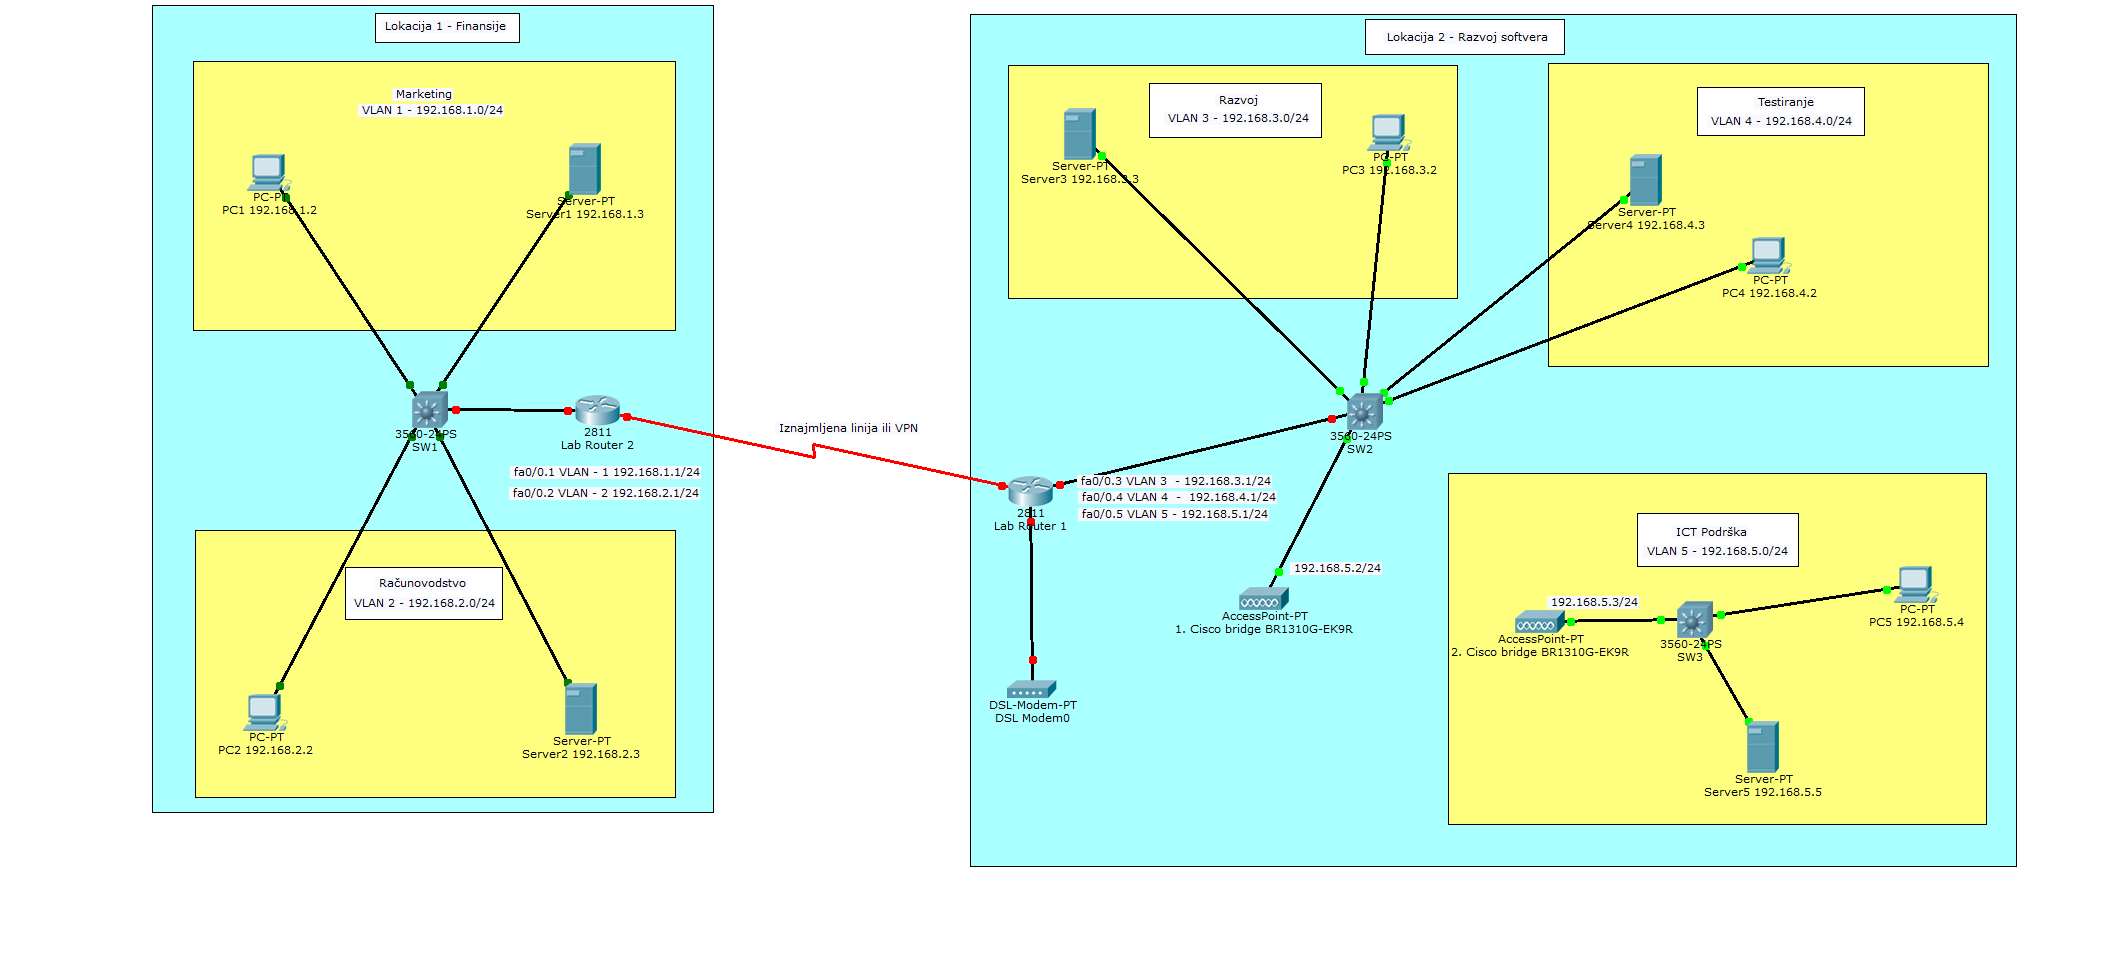 Lokacija 1 - Finansije
Marketing
VLAN 1 - 192.168.1.0/24
PC-PT
PC1 192.168.1.2
Server-PT
Server1 192.168.1.3
3560-24PS
SW1
2811
Lab Router 2
fa0/0.1 VLAN - 1 192.168.1.1/24
fa0/0.2 VLAN - 2 192.168.2.1/24
Računovodstvo
VLAN 2 - 192.168.2.0/24
PC-PT
PC2 192.168.2.2
Server-PT
Server2 192.168.2.3
Iznajmljena linija ili VPN
Lokacija 2 - Razvoj softvera
Razvoj
VLAN 3 - 192.168.3.0/24
Server-PT
Server3 192.168.3.3
PC-PT
PC3 192.168.3.2
Testiranje
VLAN 4 - 192.168.4.0/24
Server-PT
Server4 192.168.4.3
PC-PT
PC4 192.168.4.2
3560-24PS
SW2
2811
Lab Router 1
fa0/0.3 VLAN 3 - 192.168.3.1/24
fa0/0.4 VLAN 4 - 192.168.4.1/24
fa0/0.5 VLAN 5 - 192.168.5.1/24
192.168.5.2/24
AccessPoint-PT
1. Cisco bridge BR1310G-EK9R
DSL-Modem-PT
DSL Modem0
ICT Podrška
VLAN 5 - 192.168.5.0/24
192.168.5.3/24
AccessPoint-PT
2. Cisco bridge BR1310G-EK9R
3560-24PS
SW3
PC-PT
PC5 192.168.5.4
Server-PT
Server5 192.168.5.5